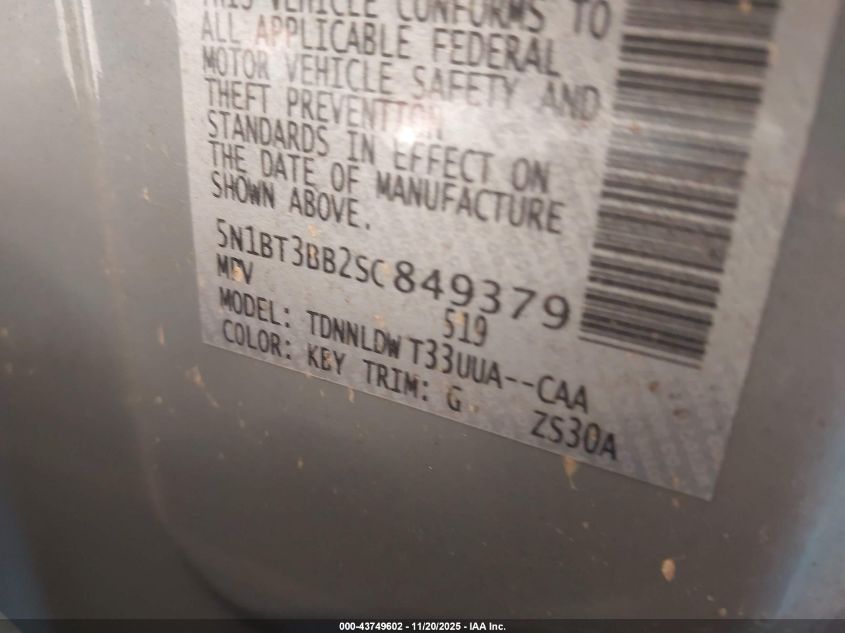 THIS VEHICLE CONFORMS TO
ALL APPLICABLE FEDERAL
MOTOR VEHICLE SAFETY AND
THEFT PREVENTION
STANDARDS IN EFFECT ON
THE DATE OF MANUFACTURE
SHOWN ABOVE.
5N1BT3BB2SC849379
MPV 519
MODEL: TDNNLDWT33UUA--CAA
COLOR: KBY TRIM: G ZS30A
000-43749602 - 11/20/2025 - IAA Inc.